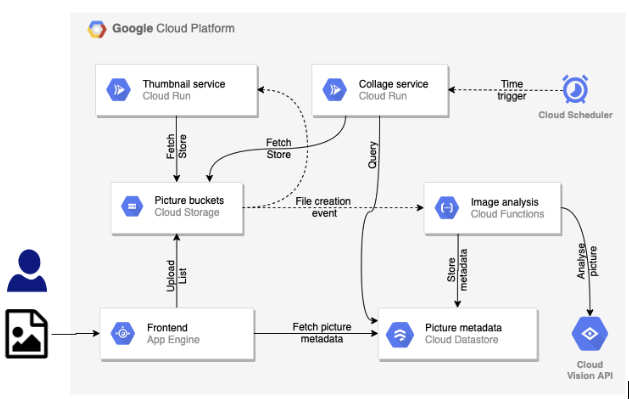 Google Cloud Platform
Thumbnail service
Cloud Run
Collage service
Cloud Run
Time
trigger
Cloud Scheduler
Fetch
Store
Fetch
Store
Query
Picture buckets
Cloud Storage
File creation
event
Image analysis
Cloud Functions
Upload
List
Store
metadata
Analyse
picture
Frontend
App Engine
Fetch picture
metadata
Picture metadata
Cloud Datastore
Cloud
Vision API